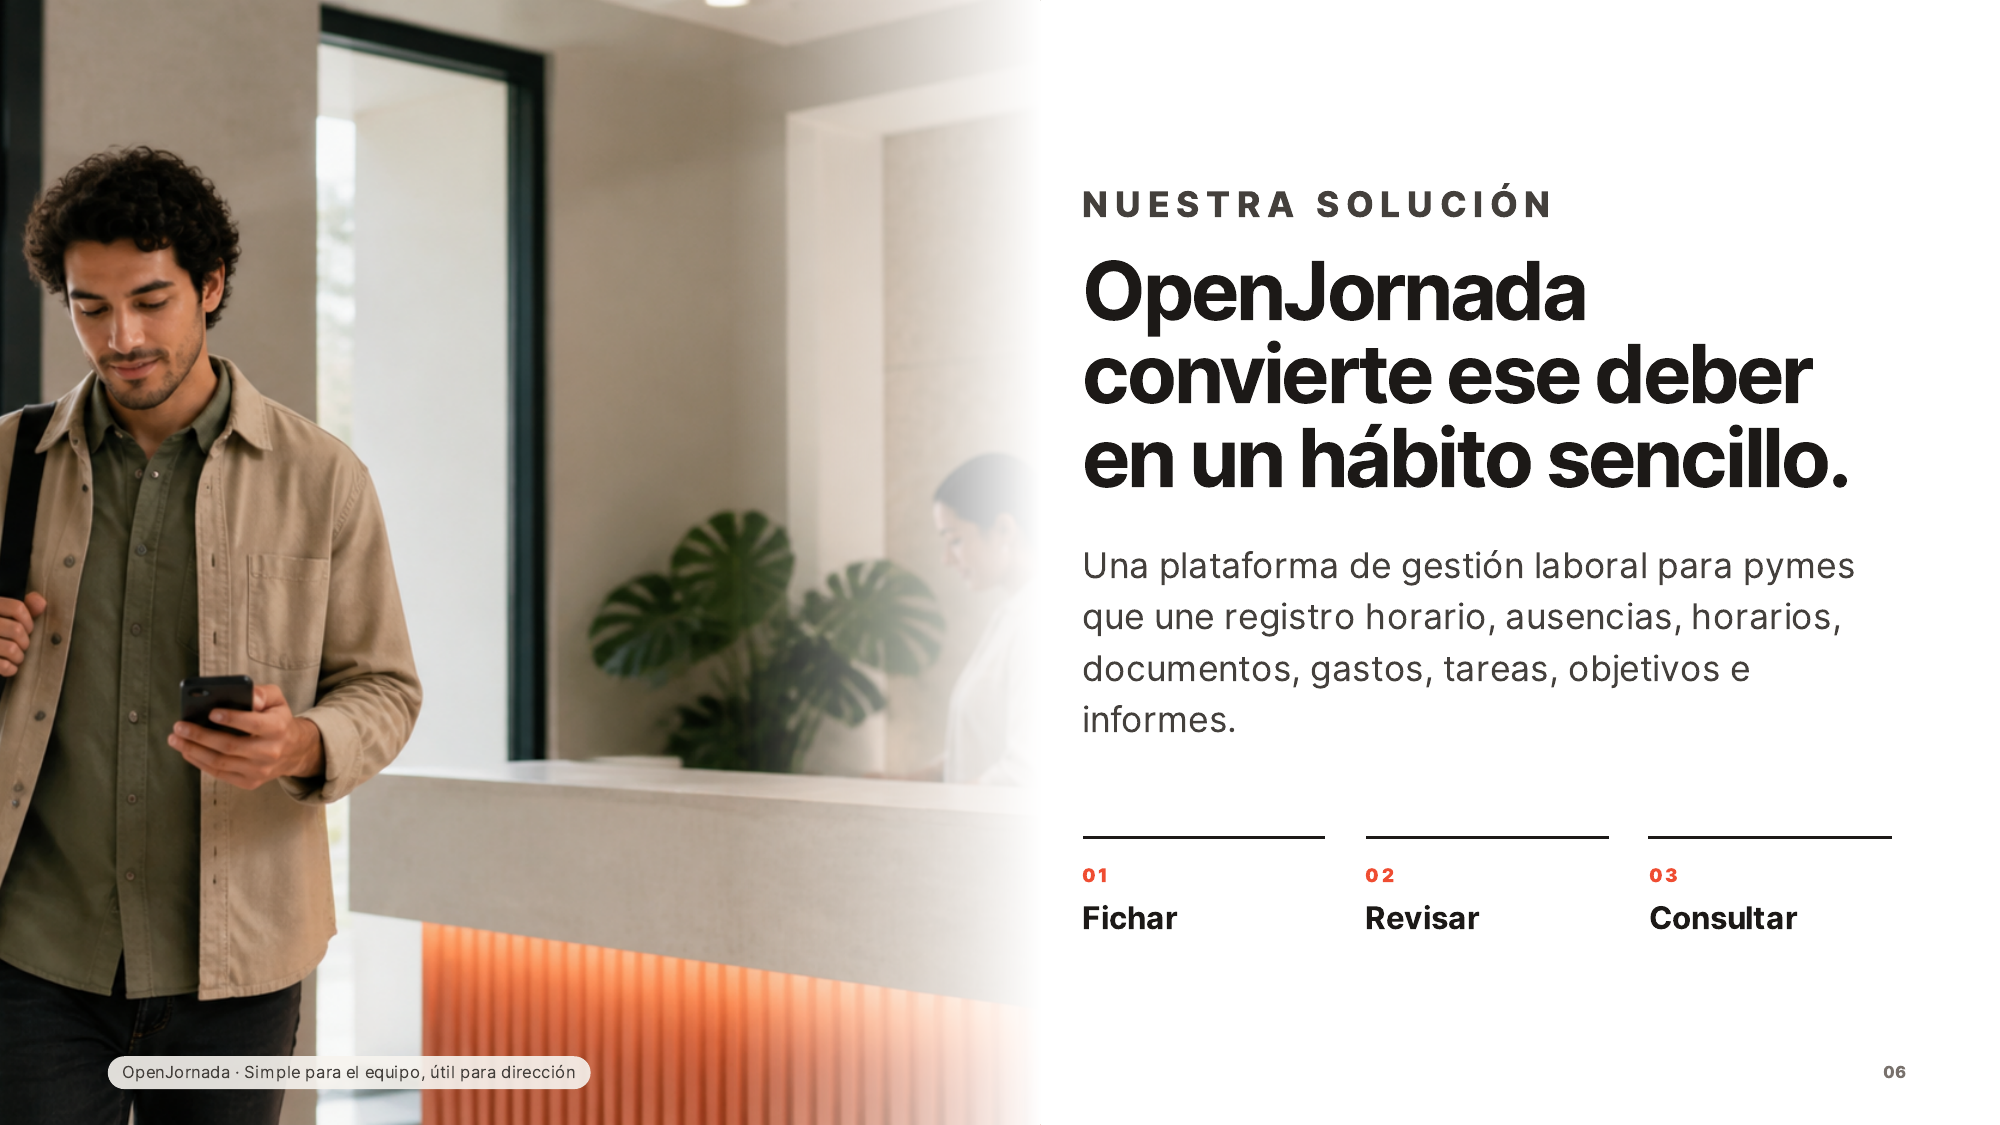 NUESTRA SOLUCIÓN
OpenJornada
convierte ese deber
en un hábito sencillo.
Una plataforma de gestión laboral para pymes
que une registro horario, ausencias, horarios,
documentos, gastos, tareas, objetivos e
informes.
01
Fichar
02
Revisar
03
Consultar
OpenJornada · Simple para el equipo, útil para dirección
06